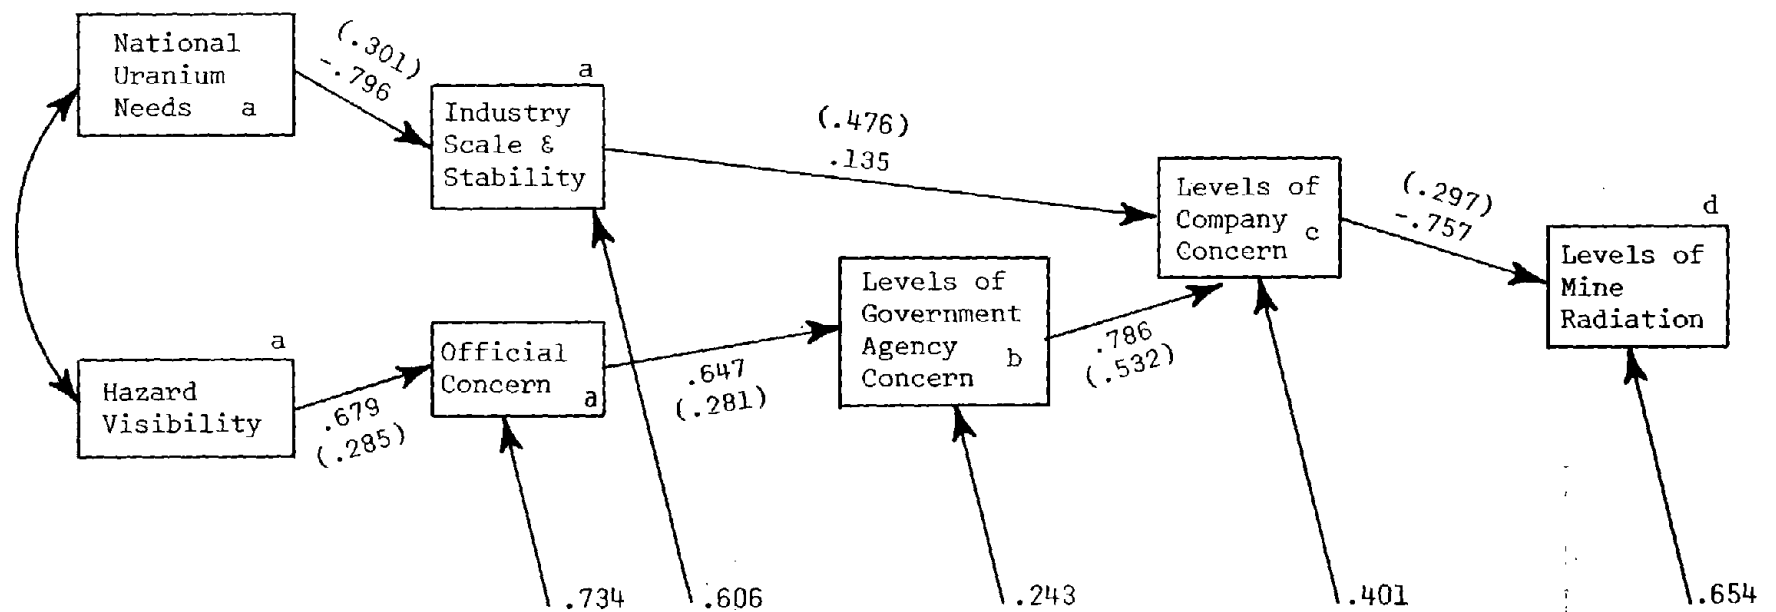 National
Uranium
Needs a
(.301)
-.796
a
Industry
Scale &
Stability
(.476)
.135
Levels of
Company
Concern c
(.297)
-.757
d
Levels of
Mine
Radiation
a
Hazard
Visibility
.679
(.285)
Official
Concern a
.647
(.281)
Levels of
Government
Agency
Concern b
.786
(.532)
.734
.606
.243
.401
.654